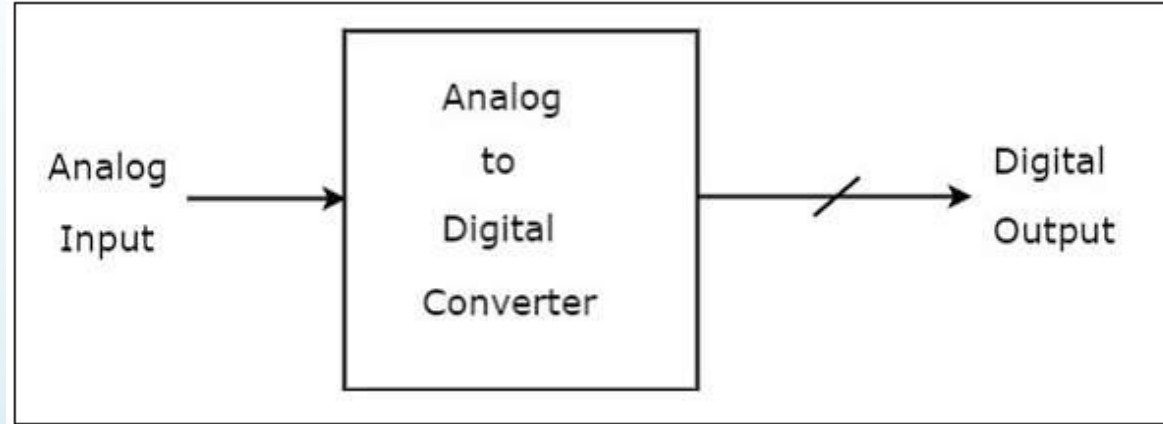 Analog
Input
Analog
to
Digital
Converter
Digital
Output